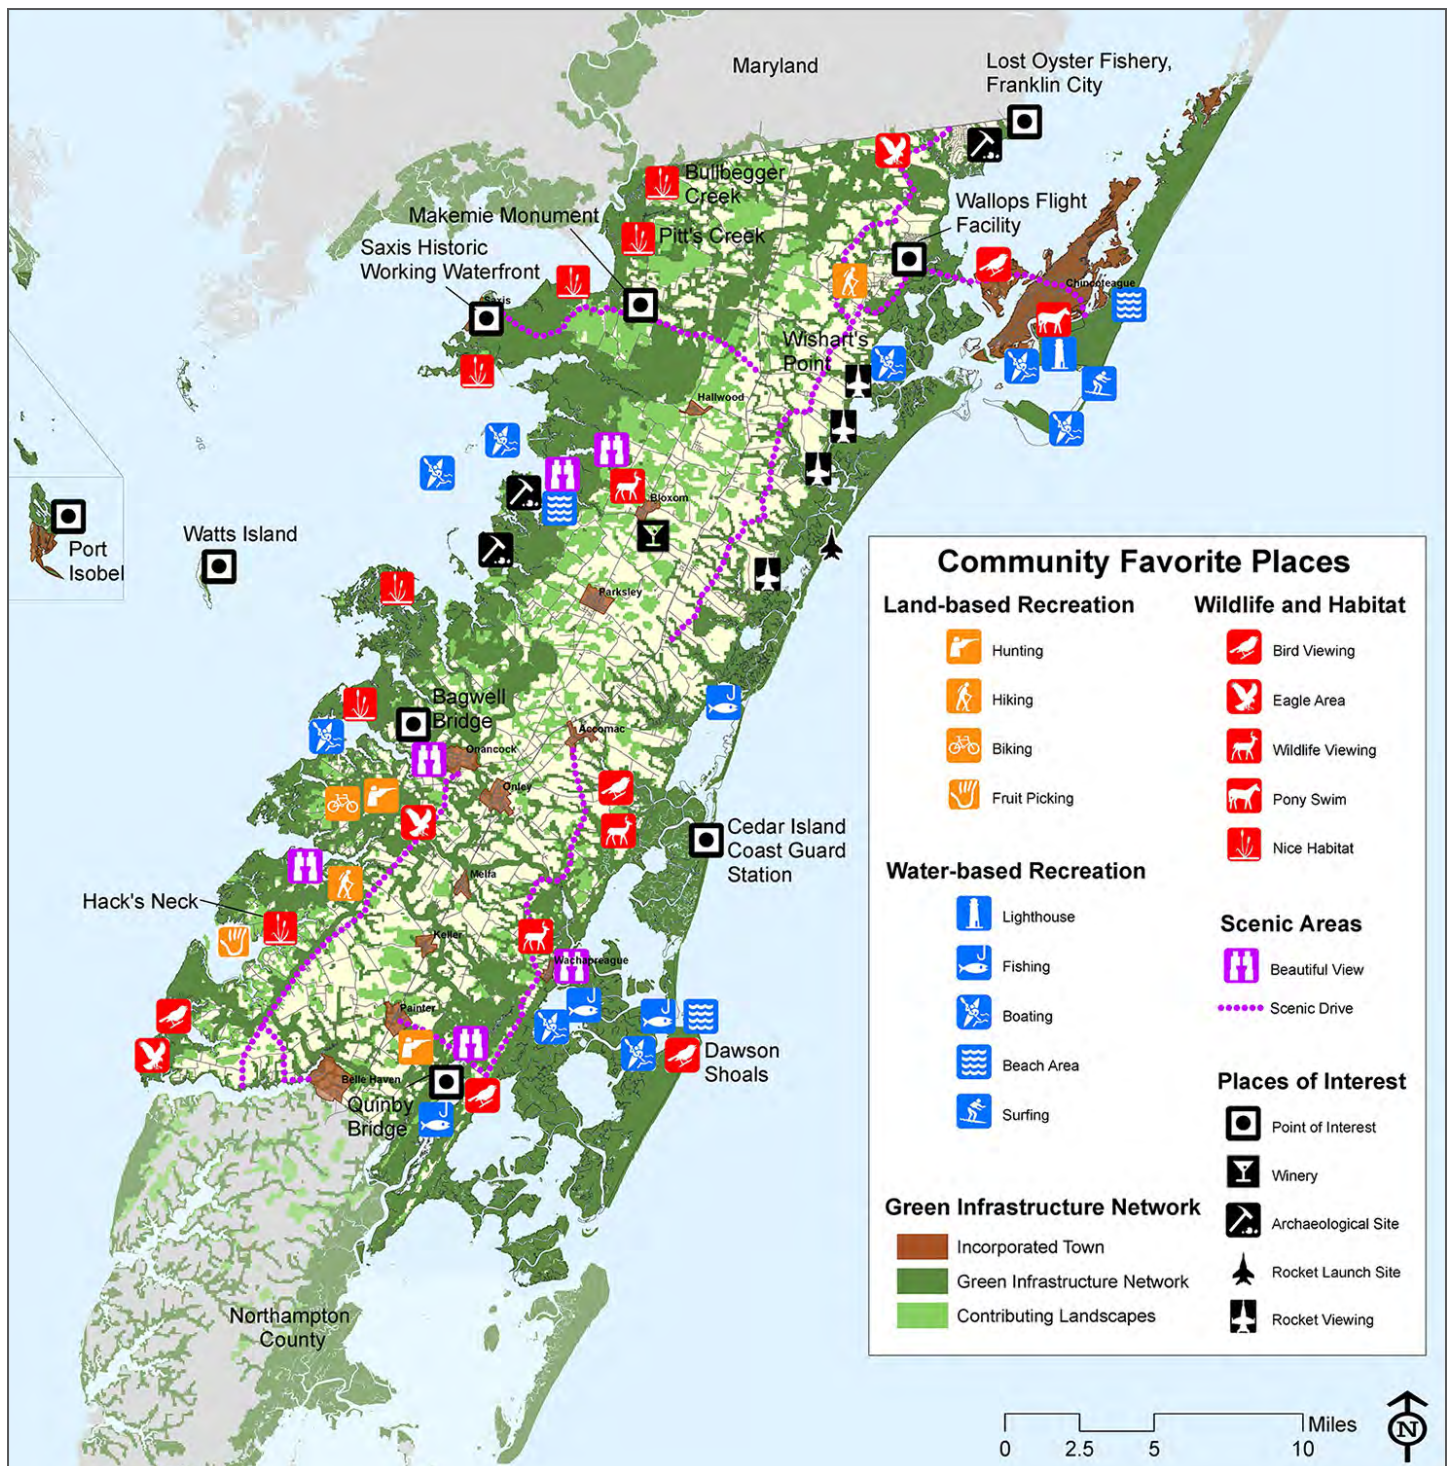 Maryland
Lost Oyster Fishery,
Franklin City
Bullbegger
Creek
Wallops Flight
Facility
Makemie Monument
Pitt's Creek
Saxis Historic
Working Waterfront
Saxis
Chincoteague
Wishart's
Point
Hallwood
Bloxom
Port
Isobel
Watts Island
Parksley
Bagwell
Bridge
Accomac
Onancock
Onley
Cedar Island
Coast Guard
Station
Melfa
Hack's Neck
Keller
Wachapreague
Painter
Dawson
Shoals
Belle Haven
Quinby
Bridge
Northampton
County
Community Favorite Places
Land-based Recreation
Hunting
Hiking
Biking
Fruit Picking
Water-based Recreation
Lighthouse
Fishing
Boating
Beach Area
Surfing
Green Infrastructure Network
Incorporated Town
Green Infrastructure Network
Contributing Landscapes
Wildlife and Habitat
Bird Viewing
Eagle Area
Wildlife Viewing
Pony Swim
Nice Habitat
Scenic Areas
Beautiful View
Scenic Drive
Places of Interest
Point of Interest
Winery
Archaeological Site
Rocket Launch Site
Rocket Viewing
Miles
0 2.5 5 10
N